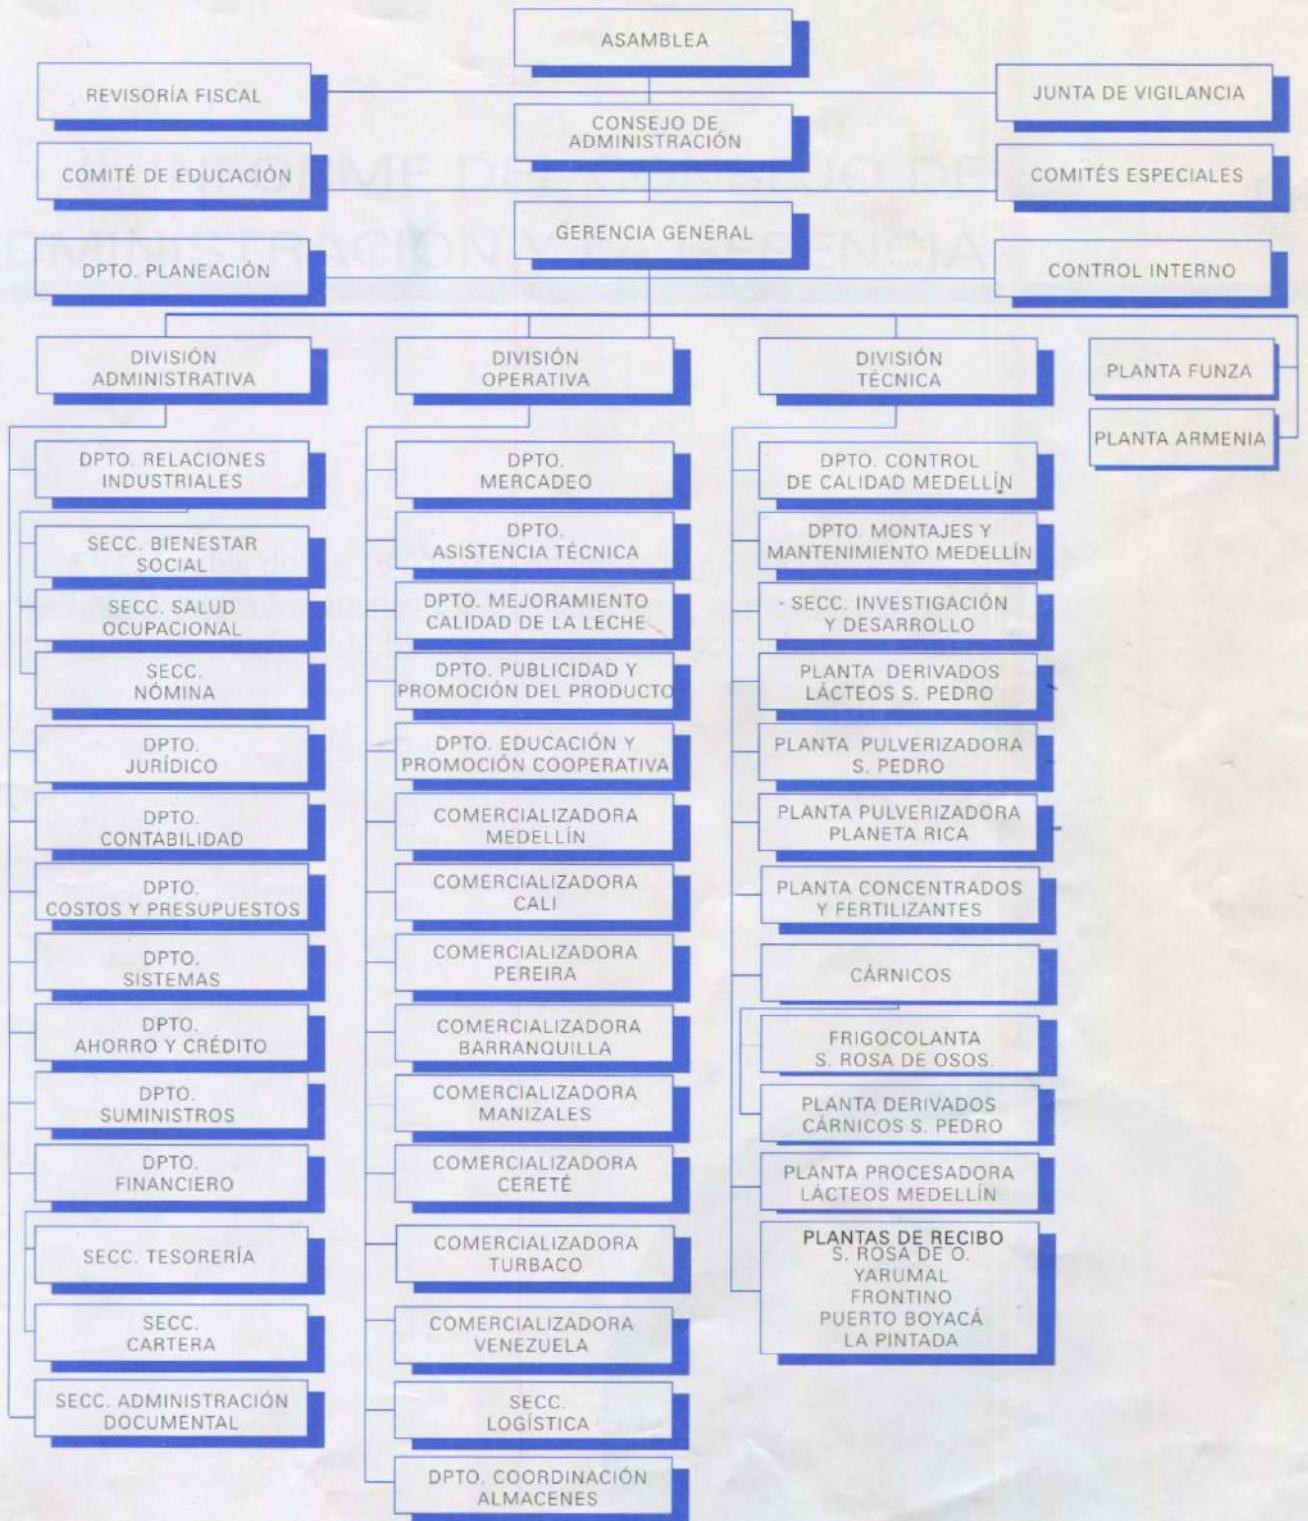 ASAMBLEA
REVISORÍA FISCAL
JUNTA DE VIGILANCIA
CONSEJO DE
ADMINISTRACIÓN
COMITÉ DE EDUCACIÓN
COMITÉS ESPECIALES
GERENCIA GENERAL
DPTO. PLANEACIÓN
CONTROL INTERNO
DIVISIÓN
ADMINISTRATIVA
DPTO. RELACIONES
INDUSTRIALES
SECC. BIENESTAR
SOCIAL
SECC. SALUD
OCUPACIONAL
SECC.
NÓMINA
DPTO.
JURÍDICO
DPTO.
CONTABILIDAD
DPTO.
COSTOS Y PRESUPUESTOS
DPTO.
SISTEMAS
DPTO.
AHORRO Y CRÉDITO
DPTO.
SUMINISTROS
DPTO.
FINANCIERO
SECC. TESORERÍA
SECC.
CARTERA
SECC. ADMINISTRACIÓN
DOCUMENTAL
DIVISIÓN
OPERATIVA
DPTO.
MERCADEO
DPTO.
ASISTENCIA TÉCNICA
DPTO. MEJORAMIENTO
CALIDAD DE LA LECHE
DPTO. PUBLICIDAD Y
PROMOCIÓN DEL PRODUCTO
DPTO. EDUCACIÓN Y
PROMOCIÓN COOPERATIVA
COMERCIALIZADORA
MEDELLÍN
COMERCIALIZADORA
CALI
COMERCIALIZADORA
PEREIRA
COMERCIALIZADORA
BARRANQUILLA
COMERCIALIZADORA
MANIZALES
COMERCIALIZADORA
CERETÉ
COMERCIALIZADORA
TURBACO
COMERCIALIZADORA
VENEZUELA
SECC.
LOGÍSTICA
DPTO. COORDINACIÓN
ALMACENES
DIVISIÓN
TÉCNICA
DPTO. CONTROL
DE CALIDAD MEDELLÍN
DPTO. MONTAJES Y
MANTENIMIENTO MEDELLÍN
SECC. INVESTIGACIÓN
Y DESARROLLO
PLANTA DERIVADOS
LÁCTEOS S. PEDRO
PLANTA PULVERIZADORA
S. PEDRO
PLANTA PULVERIZADORA
PLANETA RICA
PLANTA CONCENTRADOS
Y FERTILIZANTES
CÁRNICOS
FRIGOCOLANTA
S. ROSA DE OSOS.
PLANTA DERIVADOS
CÁRNICOS S. PEDRO
PLANTA PROCESADORA
LÁCTEOS MEDELLÍN
PLANTAS DE RECIBO
S. ROSA DE O.
YARUMAL
FRONTINO
PUERTO BOYACÁ
LA PINTADA
PLANTA FUNZA
PLANTA ARMENIA